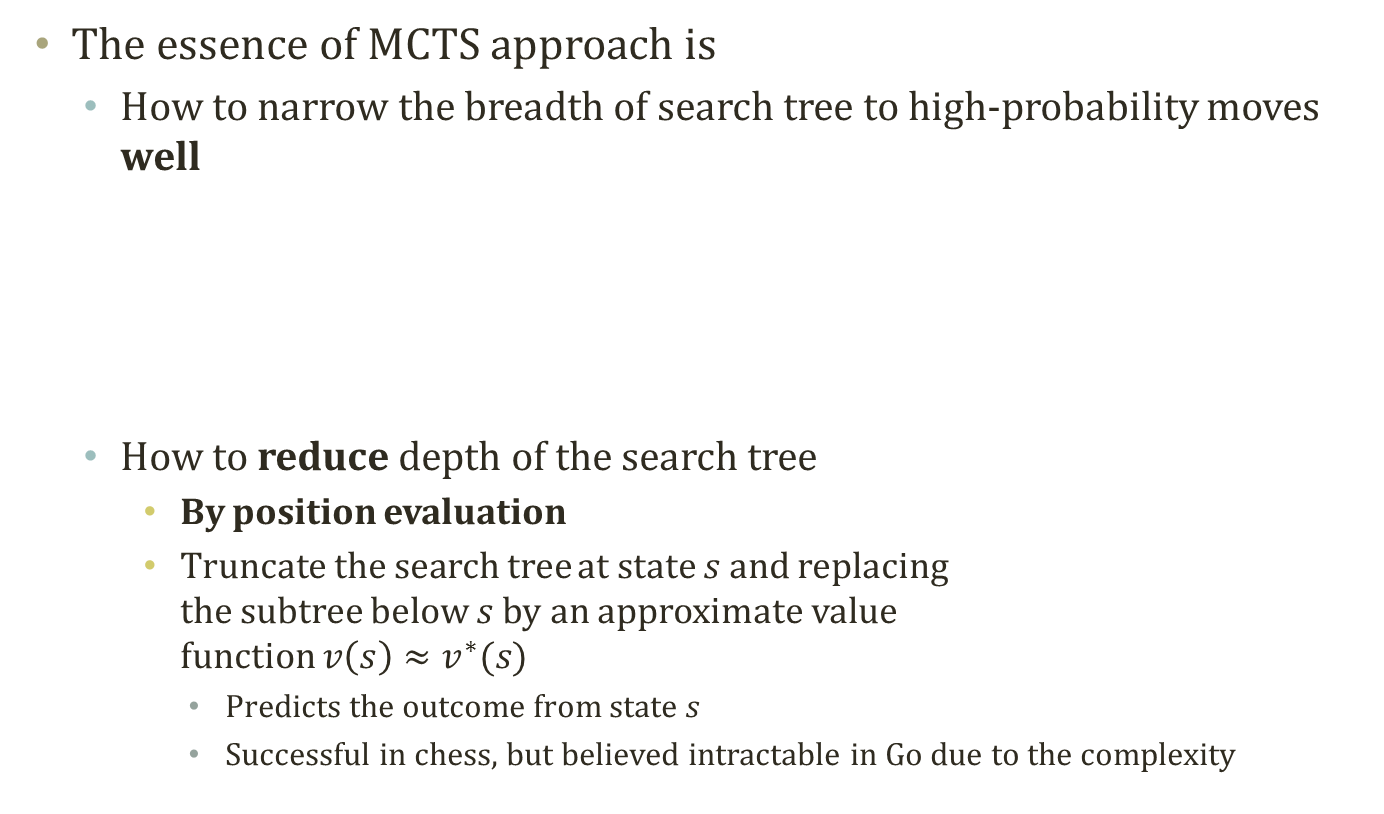 • The essence of MCTS approach is
• How to narrow the breadth of search tree to high-probability moves
well
• How to reduce depth of the search tree
• By position evaluation
• Truncate the search tree at state s and replacing
the subtree below s by an approximate value
function v(s) ≈ v*(s)
• Predicts the outcome from state s
• Successful in chess, but believed intractable in Go due to the complexity